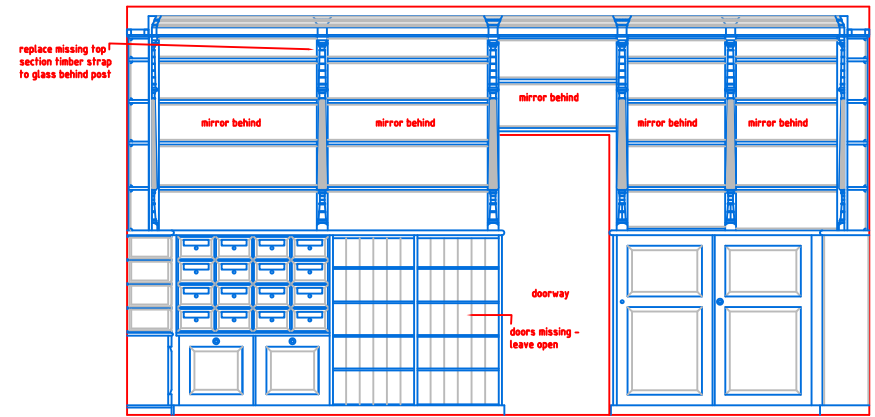 replace missing top
section timber strap
to glass behind post
mirror behind
mirror behind
mirror behind
mirror behind
mirror behind
doorway
doors missing -
leave open